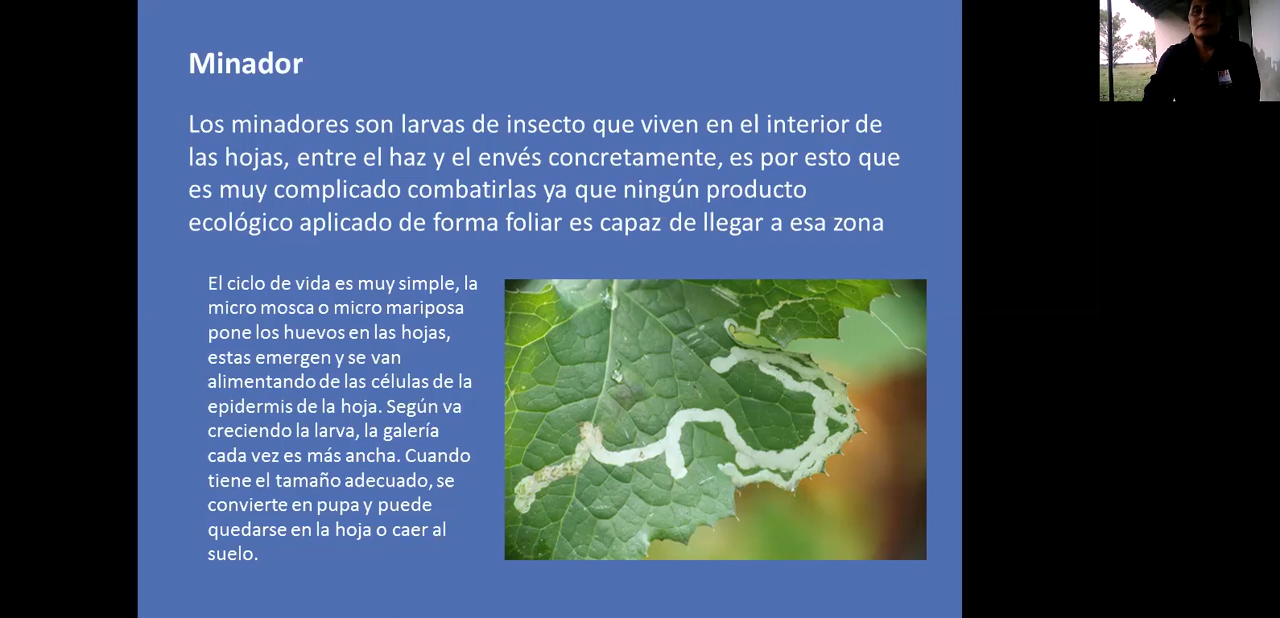 Minador
Los minadores son larvas de insecto que viven en el interior de
las hojas, entre el haz y el envés concretamente, es por esto que
es muy complicado combatirlas ya que ningún producto
ecológico aplicado de forma foliar es capaz de llegar a esa zona
El ciclo de vida es muy simple, la
micro mosca o micro mariposa
pone los huevos en las hojas,
estas emergen y se van
alimentando de las células de la
epidermis de la hoja. Según va
creciendo la larva, la galería
cada vez es más ancha. Cuando
tiene el tamaño adecuado, se
convierte en pupa y puede
quedarse en la hoja o caer al
suelo.